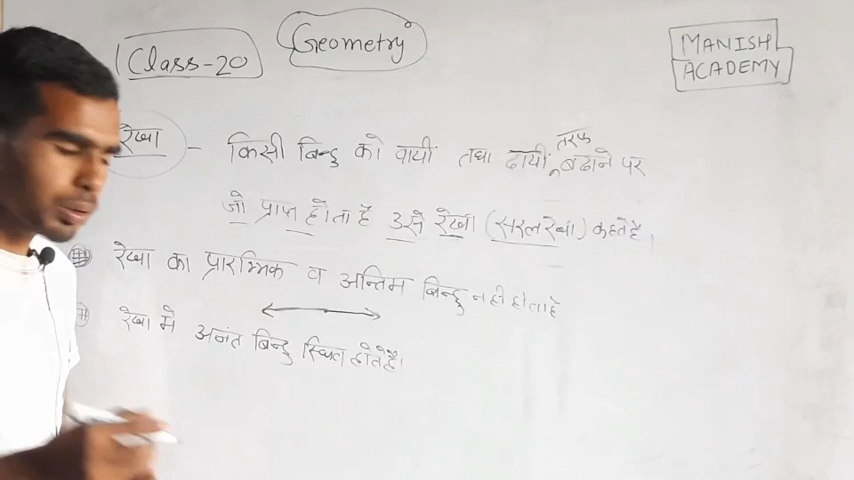 Class-20
Geometry
MANISH
ACADEMY
रेखा - किसी बिन्दु को वायी तथा दायी तरफ बढाने पर
जो प्राप्त होता है उसे रेखा (सरल रेखा) कहते है।
रेखा का प्रारम्भिक व अन्तिम बिन्दु नही होता है
रेखा मे अनंत बिन्दु स्थित होते है।